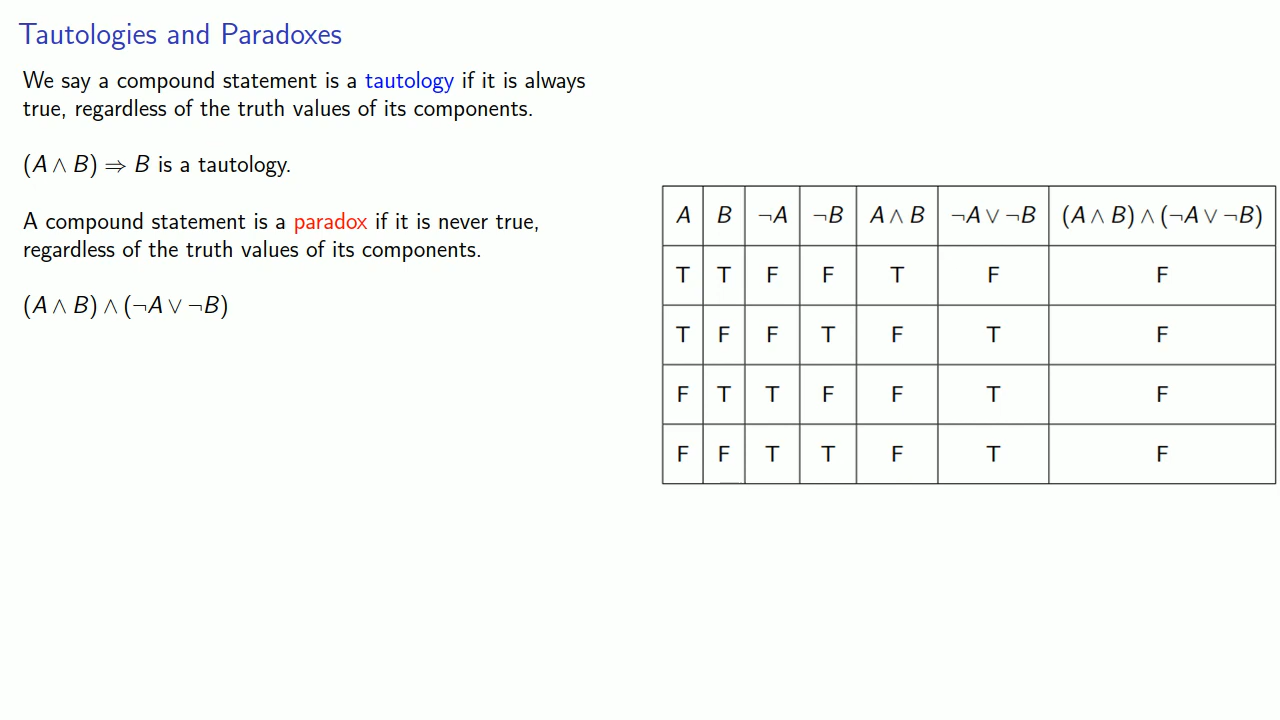 Tautologies and Paradoxes
We say a compound statement is a tautology if it is always
true, regardless of the truth values of its components.
(A ∧ B) ⇒ B is a tautology.
A compound statement is a paradox if it is never true,
regardless of the truth values of its components.
(A ∧ B) ∧ (¬A ∨ ¬B)
A B ¬A ¬B A ∧ B ¬A ∨ ¬B (A ∧ B) ∧ (¬A ∨ ¬B)
T T F F T F F
T F F T F T F
F T T F F T F
F F T T F T F